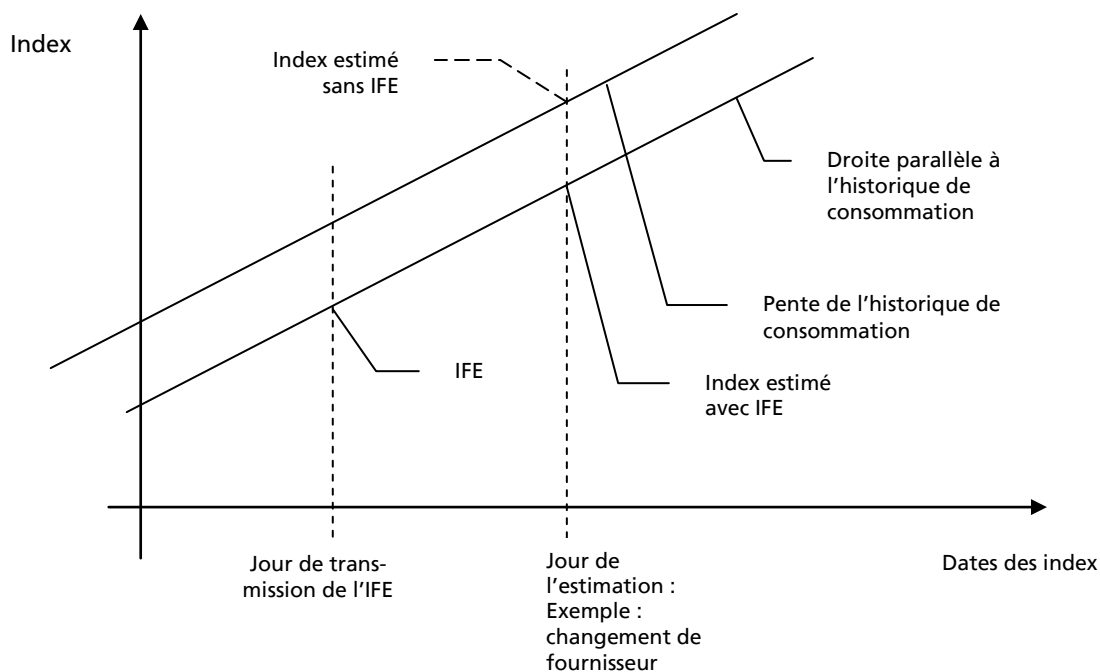 Index
Index estimé
sans IFE
Droite parallèle à
l'historique de
consommation
Pente de l'historique de
consommation
IFE
Index estimé
avec IFE
Jour de trans-
mission de l'IFE
Jour de
l'estimation :
Exemple :
changement de
fournisseur
Dates des index